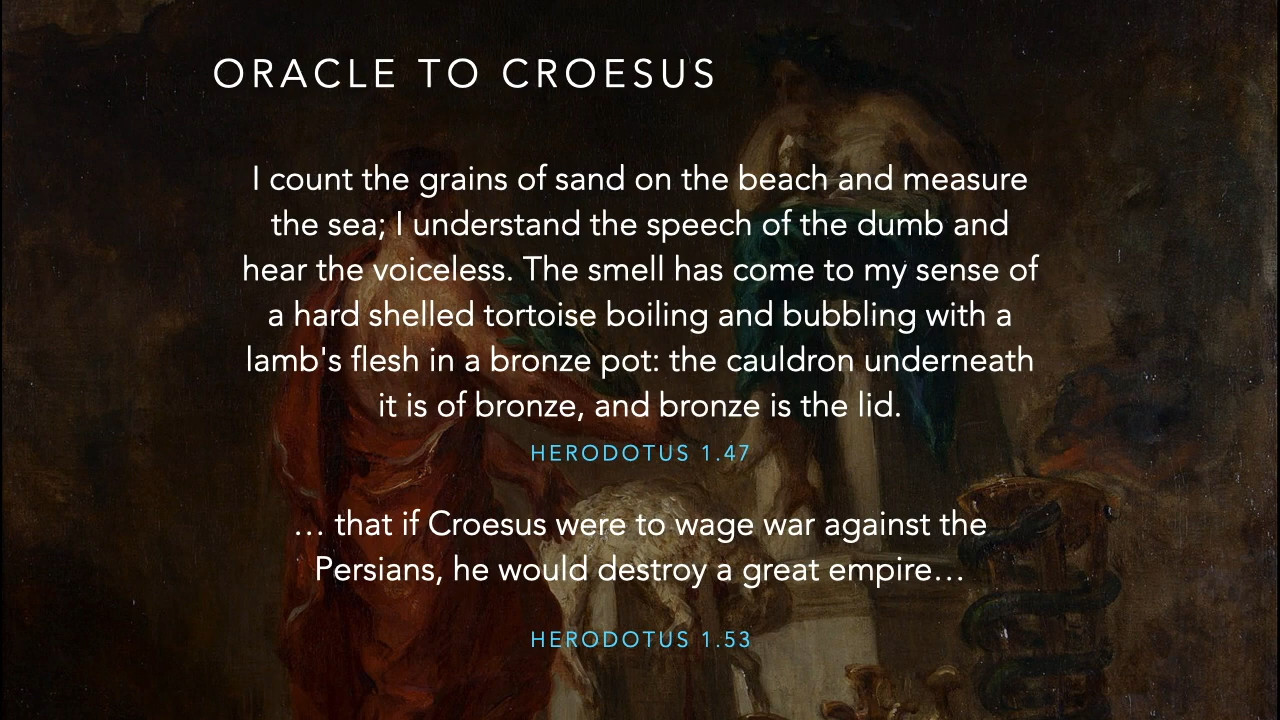 ORACLE TO CROESUS
I count the grains of sand on the beach and measure
the sea; I understand the speech of the dumb and
hear the voiceless. The smell has come to my sense of
a hard shelled tortoise boiling and bubbling with a
lamb's flesh in a bronze pot: the cauldron underneath
it is of bronze, and bronze is the lid.
HERODOTUS 1.47
… that if Croesus were to wage war against the
Persians, he would destroy a great empire…
HERODOTUS 1.53